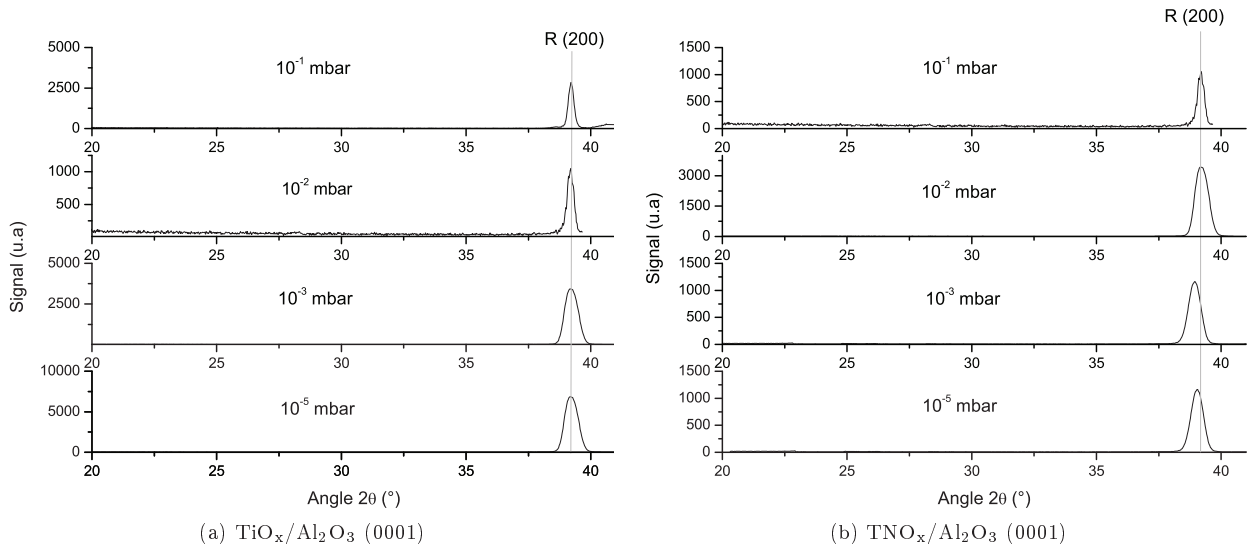 R (200)
5000
2500
0
10⁻¹ mbar
20 25 30 35 40
1000
500
10⁻² mbar
20 25 30 35 40
5000
2500
10⁻³ mbar
20 25 30 35 40
10000
5000
0
10⁻⁵ mbar
20 25 30 35 40
Signal (u.a)
Angle 2θ (°)
(a) TiOₓ/Al₂O₃ (0001)
R (200)
1500
1000
500
0
10⁻¹ mbar
20 25 30 35 40
3000
1500
0
10⁻² mbar
20 25 30 35 40
1500
1000
500
0
10⁻³ mbar
20 25 30 35 40
1500
1000
500
0
10⁻⁵ mbar
20 25 30 35 40
Signal (u.a)
Angle 2θ (°)
(b) TNOₓ/Al₂O₃ (0001)